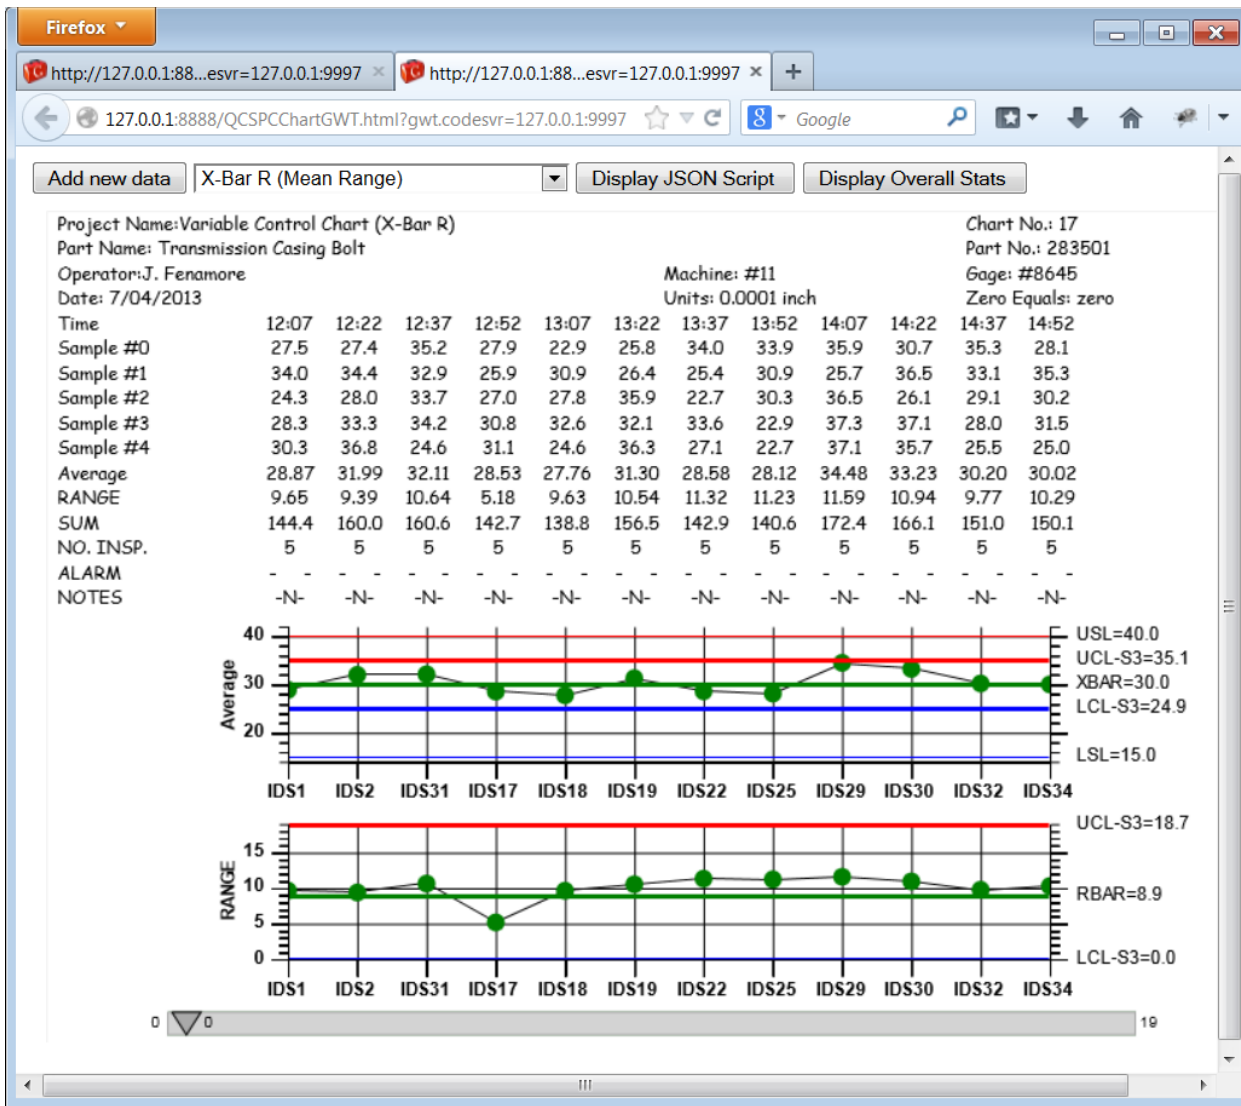 Firefox
http://127.0.0.1:88...esvr=127.0.0.1:9997 http://127.0.0.1:88...esvr=127.0.0.1:9997
127.0.0.1:8888/QCSPCChartGWT.html?gwt.codesvr=127.0.0.1:9997 Google
Add new data X-Bar R (Mean Range) Display JSON Script Display Overall Stats
Project Name:Variable Control Chart (X-Bar R) Chart No.: 17
Part Name: Transmission Casing Bolt Part No.: 283501
Operator:J. Fenamore Machine: #11 Gage: #8645
Date: 7/04/2013 Units: 0.0001 inch Zero Equals: zero
Time 12:07 12:22 12:37 12:52 13:07 13:22 13:37 13:52 14:07 14:22 14:37 14:52
Sample #0 27.5 27.4 35.2 27.9 22.9 25.8 34.0 33.9 35.9 30.7 35.3 28.1
Sample #1 34.0 34.4 32.9 25.9 30.9 26.4 25.4 30.9 25.7 36.5 33.1 35.3
Sample #2 24.3 28.0 33.7 27.0 27.8 35.9 22.7 30.3 36.5 26.1 29.1 30.2
Sample #3 28.3 33.3 34.2 30.8 32.6 32.1 33.6 22.9 37.3 37.1 28.0 31.5
Sample #4 30.3 36.8 24.6 31.1 24.6 36.3 27.1 22.7 37.1 35.7 25.5 25.0
Average 28.87 31.99 32.11 28.53 27.76 31.30 28.58 28.12 34.48 33.23 30.20 30.02
RANGE 9.65 9.39 10.64 5.18 9.63 10.54 11.32 11.23 11.59 10.94 9.77 10.29
SUM 144.4 160.0 160.6 142.7 138.8 156.5 142.9 140.6 172.4 166.1 151.0 150.1
NO. INSP. 5 5 5 5 5 5 5 5 5 5 5 5
ALARM - - - - - - - - - - - - - - - - - - - - - - - -
NOTES -N- -N- -N- -N- -N- -N- -N- -N- -N- -N- -N- -N-
40 USL=40.0
UCL-S3=35.1
Average 30 XBAR=30.0
LCL-S3=24.9
20
LSL=15.0
IDS1 IDS2 IDS31 IDS17 IDS18 IDS19 IDS22 IDS25 IDS29 IDS30 IDS32 IDS34
UCL-S3=18.7
15
RANGE 10 RBAR=8.9
5
0 LCL-S3=0.0
IDS1 IDS2 IDS31 IDS17 IDS18 IDS19 IDS22 IDS25 IDS29 IDS30 IDS32 IDS34
0 0 19